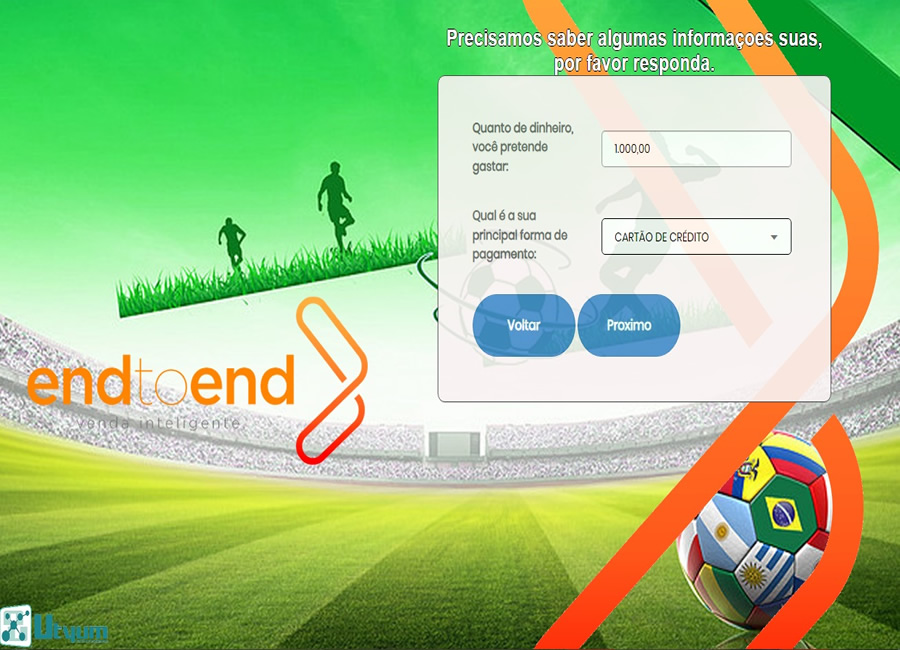 Precisamos saber algumas informaçoes suas,
por favor responda.
Quanto de dinheiro,
você pretende
gastar:
1.000,00
Qual é a sua
principal forma de
pagamento:
CARTÃO DE CRÉDITO
Voltar
Proximo
endtoend
venda inteligente